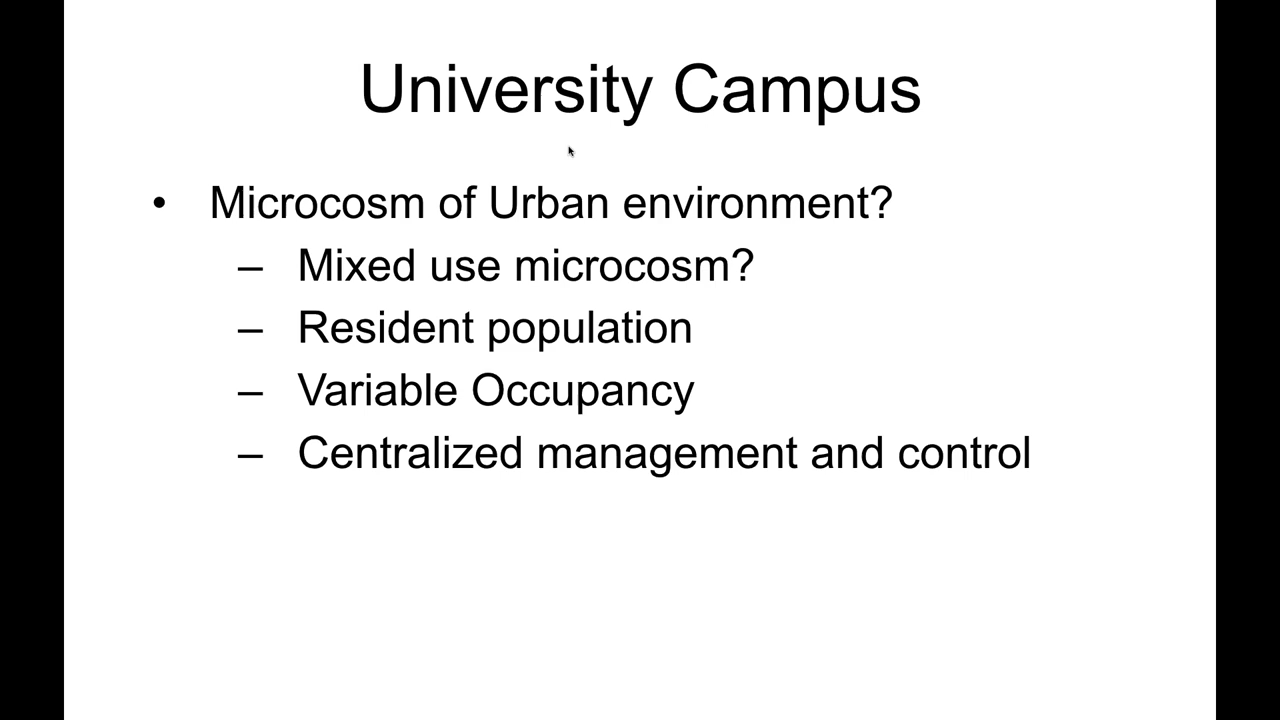 University Campus
• Microcosm of Urban environment?
– Mixed use microcosm?
– Resident population
– Variable Occupancy
– Centralized management and control